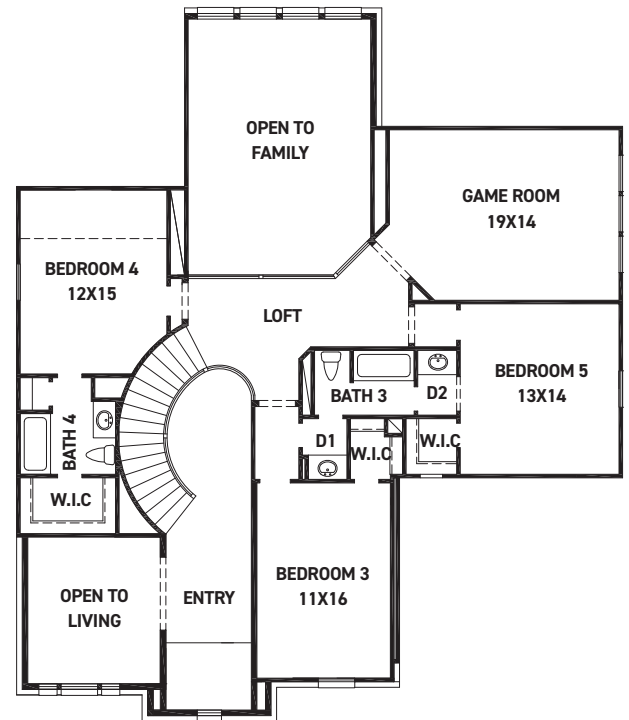 OPEN TO
FAMILY
GAME ROOM
19X14
BEDROOM 4
12X15
LOFT
BEDROOM 5
13X14
BATH 3
D2
BATH 4
D1
W.I.C
W.I.C
W.I.C
BEDROOM 3
11X16
OPEN TO
LIVING
ENTRY